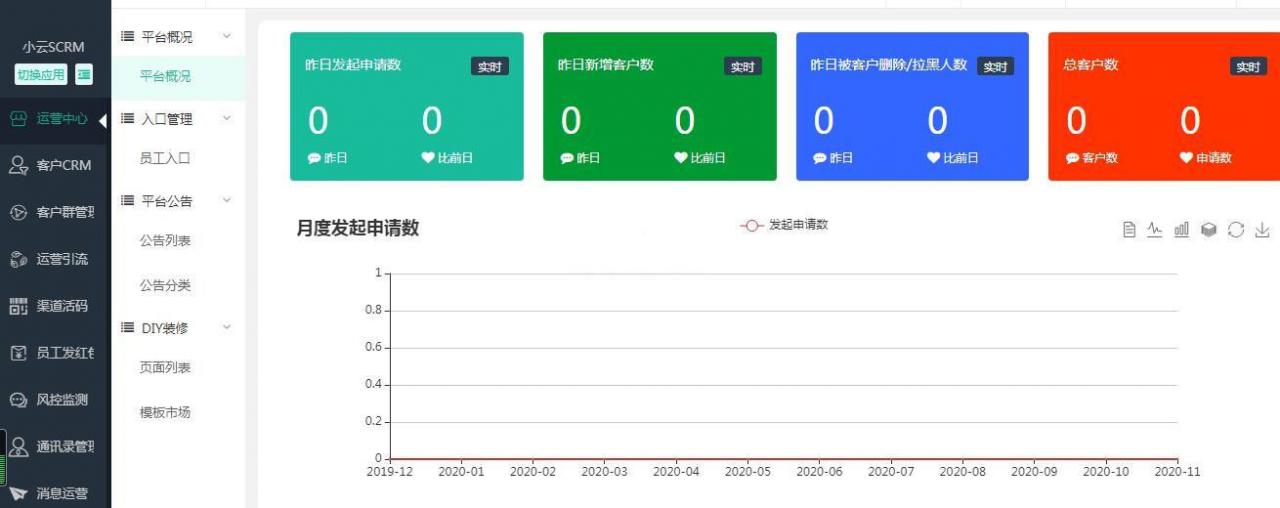 小云SCRM
切换应用
运营中心
客户CRM
客户群管理
运营引流
渠道活码
员工发红包
风控监测
通讯录管理
消息运营
平台概况
平台概况
入口管理
员工入口
平台公告
公告列表
公告分类
DIY装修
页面列表
模板市场
昨日发起申请数 实时
0 0
昨日 比前日
昨日新增客户数 实时
0 0
昨日 比前日
昨日被客户删除/拉黑人数 实时
0 0
昨日 比前日
总客户数 实时
0 0
客户数 申请数
月度发起申请数
发起申请数
1
0.8
0.6
0.4
0.2
0
2019-12 2020-01 2020-02 2020-03 2020-04 2020-05 2020-06 2020-07 2020-08 2020-09 2020-10 2020-11